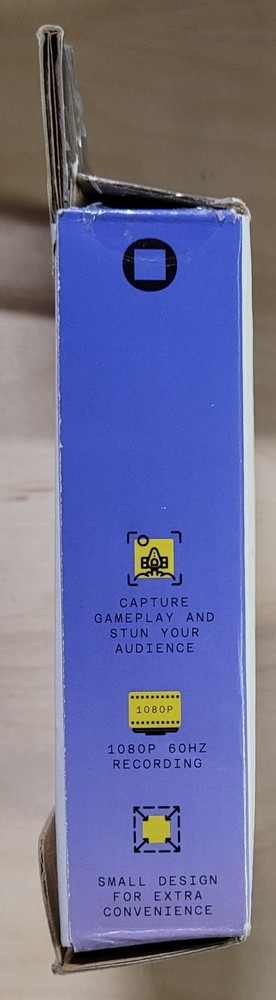 CAPTURE
GAMEPLAY AND
STUN YOUR
AUDIENCE
1080P
1080P 60HZ
RECORDING
SMALL DESIGN
FOR EXTRA
CONVENIENCE